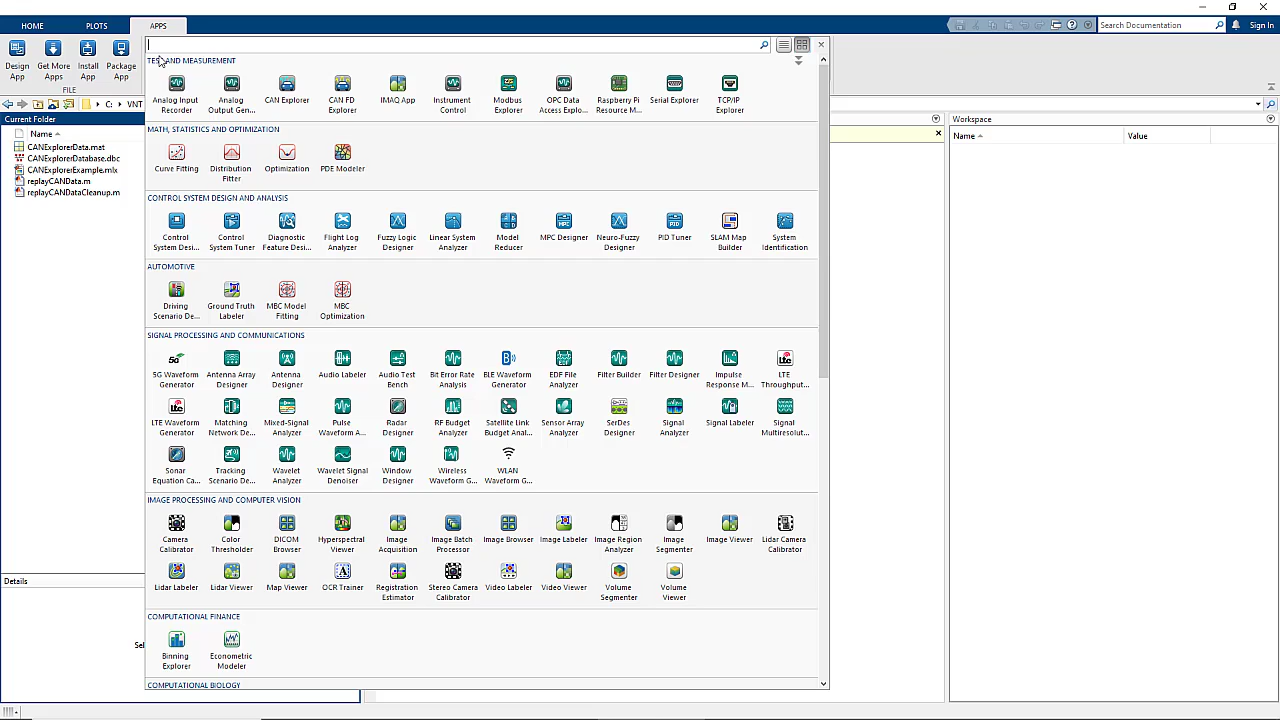 HOME PLOTS APPS
Search Documentation Sign In
Design App
Get More Apps
Install App
Package App
FILE
C: VNT
Current Folder
Name
CANExplorerData.mat
CANExplorerDatabase.dbc
CANExplorerExample.mlx
replayCANData.m
replayCANDataCleanup.m
Details
Workspace
Name Value
TEST AND MEASUREMENT
Analog Input Recorder
Analog Output Gen...
CAN Explorer
CAN FD Explorer
IMAQ App
Instrument Control
Modbus Explorer
OPC Data Access Explo...
Raspberry Pi Resource M...
Serial Explorer
TCP/IP Explorer
MATH, STATISTICS AND OPTIMIZATION
Curve Fitting
Distribution Fitter
Optimization
PDE Modeler
CONTROL SYSTEM DESIGN AND ANALYSIS
Control System Desi...
Control System Tuner
Diagnostic Feature Desi...
Flight Log Analyzer
Fuzzy Logic Designer
Linear System Analyzer
Model Reducer
MPC Designer
Neuro-Fuzzy Designer
PID Tuner
SLAM Map Builder
System Identification
AUTOMOTIVE
Driving Scenario De...
Ground Truth Labeler
MBC Model Fitting
MBC Optimization
SIGNAL PROCESSING AND COMMUNICATIONS
5G Waveform Generator
Antenna Array Designer
Antenna Designer
Audio Labeler
Audio Test Bench
Bit Error Rate Analysis
BLE Waveform Generator
EDF File Analyzer
Filter Builder
Filter Designer
Impulse Response M...
LTE Throughput...
LTE Waveform Generator
Matching Network De...
Mixed-Signal Analyzer
Pulse Waveform A...
Radar Designer
RF Budget Analyzer
Satellite Link Budget Anal...
Sensor Array Analyzer
SerDes Designer
Signal Analyzer
Signal Labeler
Signal Multiresolut...
Sonar Equation Ca...
Tracking Scenario De...
Wavelet Analyzer
Wavelet Signal Denoiser
Window Designer
Wireless Waveform G...
WLAN Waveform G...
IMAGE PROCESSING AND COMPUTER VISION
Camera Calibrator
Color Thresholder
DICOM Browser
Hyperspectral Viewer
Image Acquisition
Image Batch Processor
Image Browser
Image Labeler
Image Region Analyzer
Image Segmenter
Image Viewer
Lidar Camera Calibrator
Lidar Labeler
Lidar Viewer
Map Viewer
OCR Trainer
Registration Estimator
Stereo Camera Calibrator
Video Labeler
Video Viewer
Volume Segmenter
Volume Viewer
COMPUTATIONAL FINANCE
Binning Explorer
Econometric Modeler
COMPUTATIONAL BIOLOGY